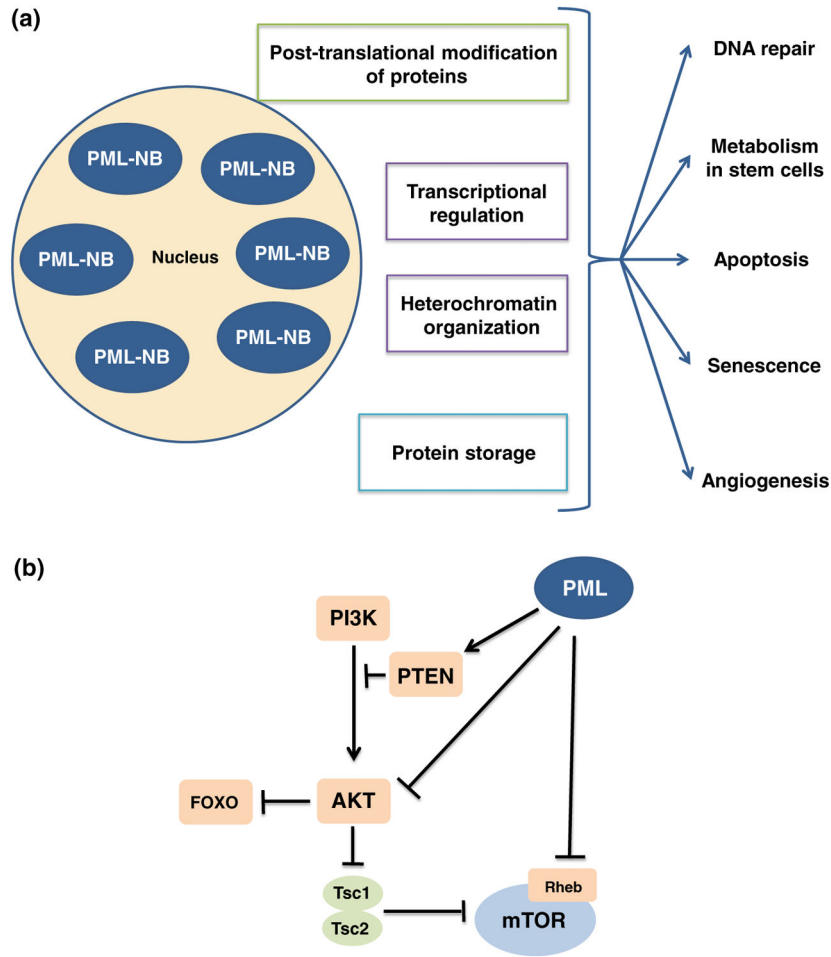 (a)
Post-translational modification
of proteins
DNA repair
PML-NB
PML-NB
Metabolism
in stem cells
Transcriptional
regulation
PML-NB
Nucleus
PML-NB
Apoptosis
Heterochromatin
organization
PML-NB
PML-NB
Senescence
Protein storage
Angiogenesis
(b)
PML
PI3K
PTEN
FOXO
AKT
Tsc1
Tsc2
Rheb
mTOR